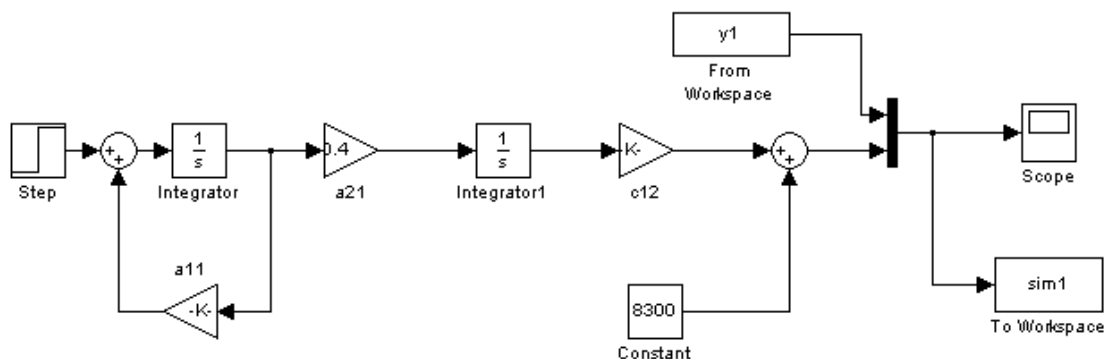 y1
From
Workspace
+
+
1
s
0.4
1
s
K-
+
+
Step
Integrator
a21
Integrator1
c12
Scope
a11
-K-
8300
Constant
sim1
To Workspace